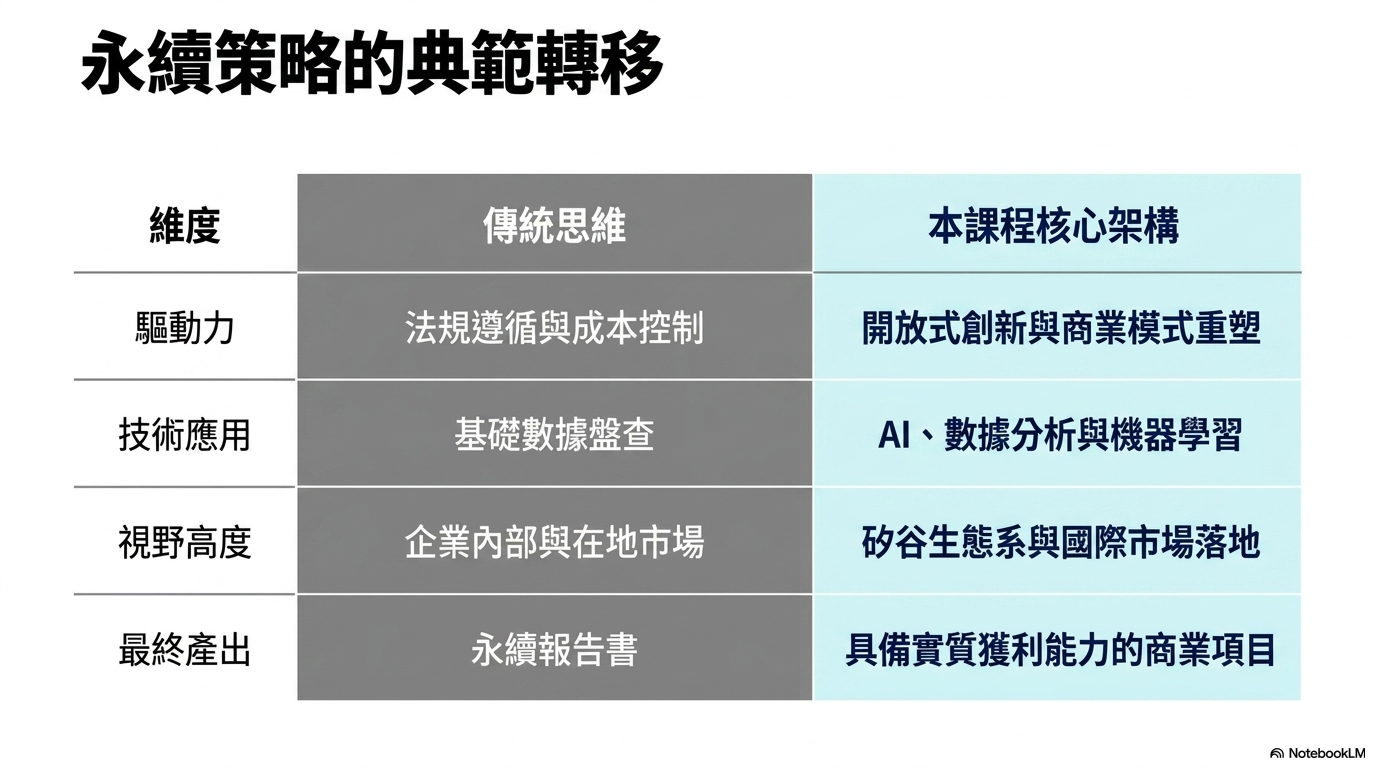 永續策略的典範轉移
維度 傳統思維 本課程核心架構
驅動力 法規遵循與成本控制 開放式創新與商業模式重塑
技術應用 基礎數據盤查 AI、數據分析與機器學習
視野高度 企業內部與在地市場 矽谷生態系與國際市場落地
最終產出 永續報告書 具備實質獲利能力的商業項目
NotebookLM